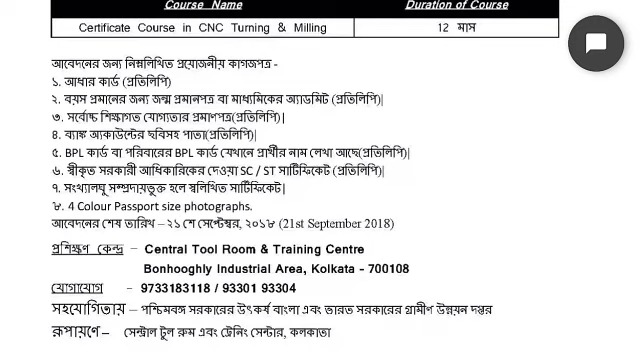 Course Name Duration of Course
Certificate Course in CNC Turning & Milling 12 মাস
আবেদনের জন্য নিম্নলিখিত প্রয়োজনীয় কাগজপত্র -
১. আধার কার্ড (প্রতিলিপি)
২. বয়স প্রমানের জন্য জন্ম প্রমানপত্র বা মাধ্যমিকের অ্যাডমিট (প্রতিলিপি)|
৩. সর্বোচ্চ শিক্ষাগত যোগ্যতার প্রমাণপত্র(প্রতিলিপি)|
৪. ব্যাঙ্ক অ্যকাউন্টের ছবিসহ পাতা(প্রতিলিপি)|
৫. BPL কার্ড বা পরিবারের BPL কার্ড যেখানে প্রার্থীর নাম লেখা আছে(প্রতিলিপি)|
৬. স্বীকৃত সরকারী আধিকারিকের দেওয়া SC / ST সার্টিফিকেট (প্রতিলিপি)|
৭. সংখ্যালঘু সম্প্রদায়ভুক্ত হলে স্বলিখিত সার্টিফিকেট|
৮. 4 Colour Passport size photographs.
আবেদনের শেষ তারিখ – ২১ শে সেপ্টেম্বর, ২০১৮ (21st September 2018)
প্রশিক্ষণ কেন্দ্র – Central Tool Room & Training Centre
Bonhooghly Industrial Area, Kolkata - 700108
যোগাযোগ - 9733183118 / 93301 93304
সহযোগিতায় – পশ্চিমবঙ্গ সরকারের উৎকর্ষ বাংলা এবং ভারত সরকারের গ্রামীণ উন্নয়ন দপ্তর
রূপায়ণে – সেন্ট্রাল টুল রুম এবং ট্রেনিং সেন্টার, কলকাতা